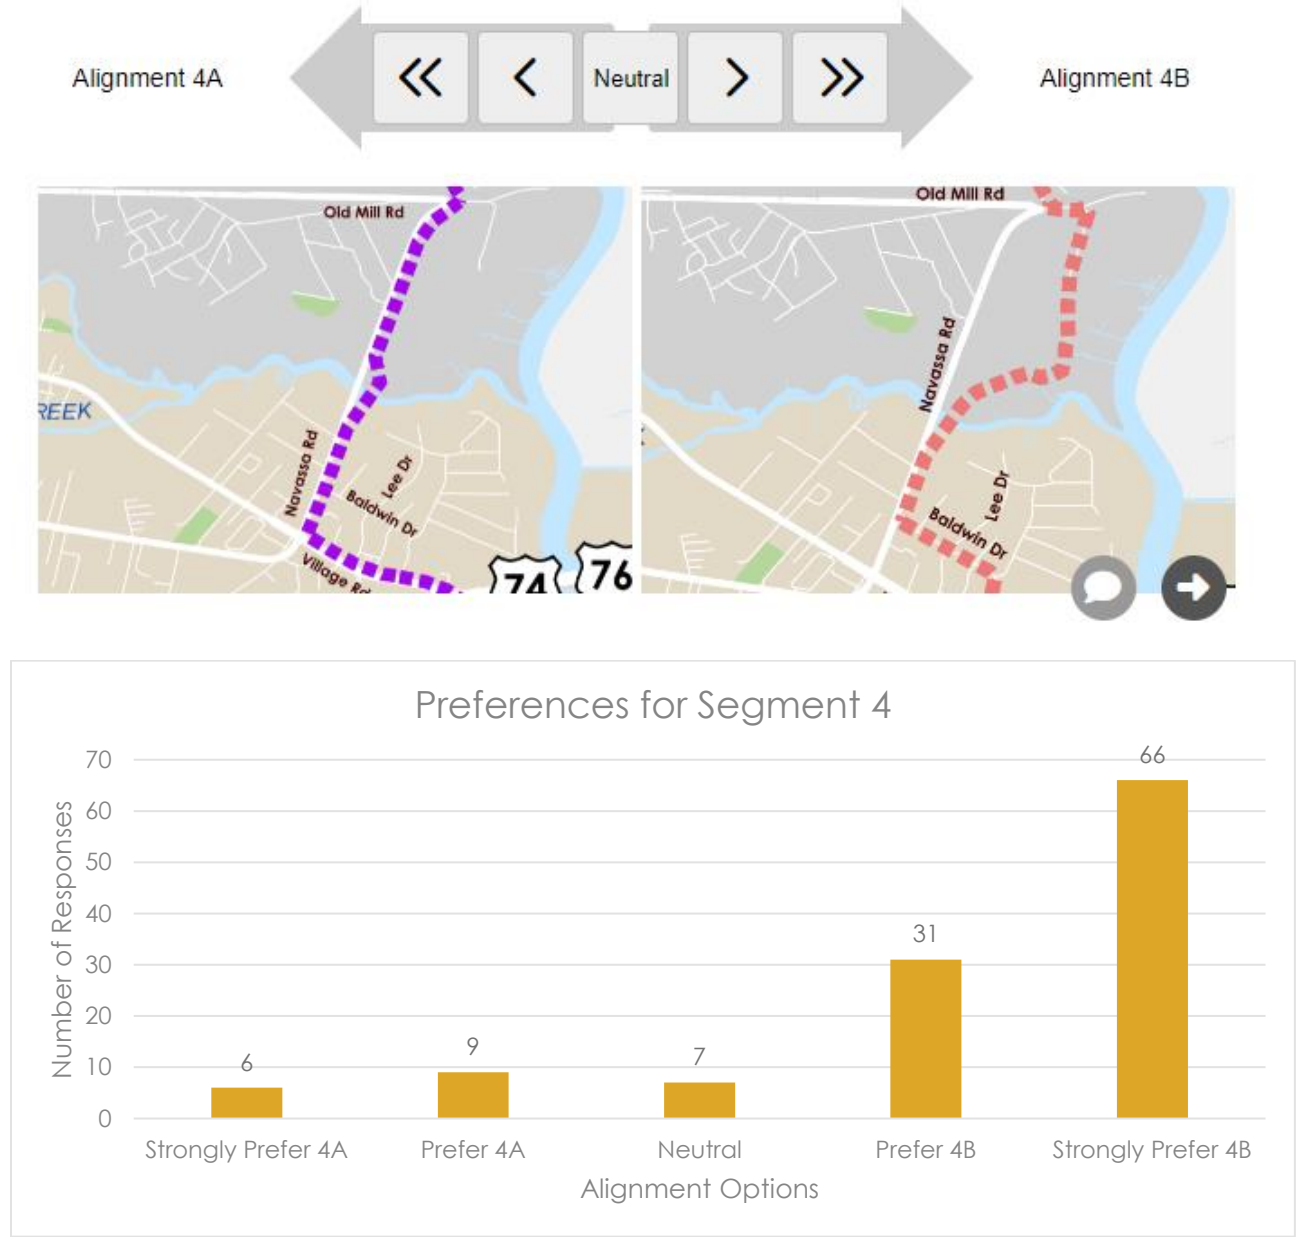 Alignment 4A
Neutral
Alignment 4B
Old Mill Rd
REEK
Navassa Rd
Lee Dr
Baldwin Dr
Village Rd
74
76
Old Mill Rd
Navassa Rd
Lee Dr
Baldwin Dr
Preferences for Segment 4
Number of Responses
70
60
50
40
30
20
10
0
6
9
7
31
66
Strongly Prefer 4A
Prefer 4A
Neutral
Prefer 4B
Strongly Prefer 4B
Alignment Options